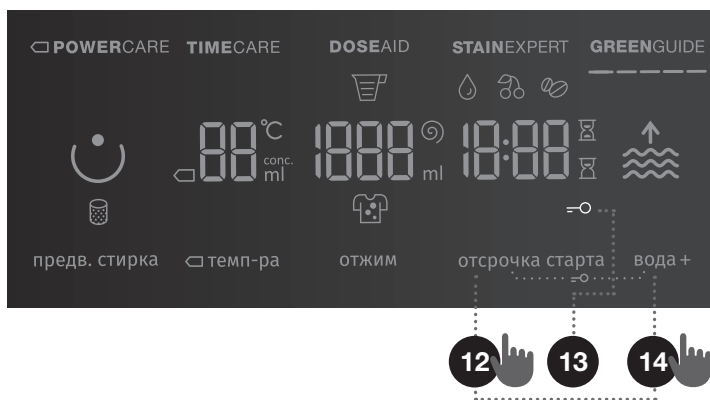 POWERCARE TIMECARE DOSEAID STAINEXPERT GREENGUIDE
88 °C 1888 18:88
conc.
ml ml
предв. стирка темп-ра отжим отсрочка старта вода+
12 13 14